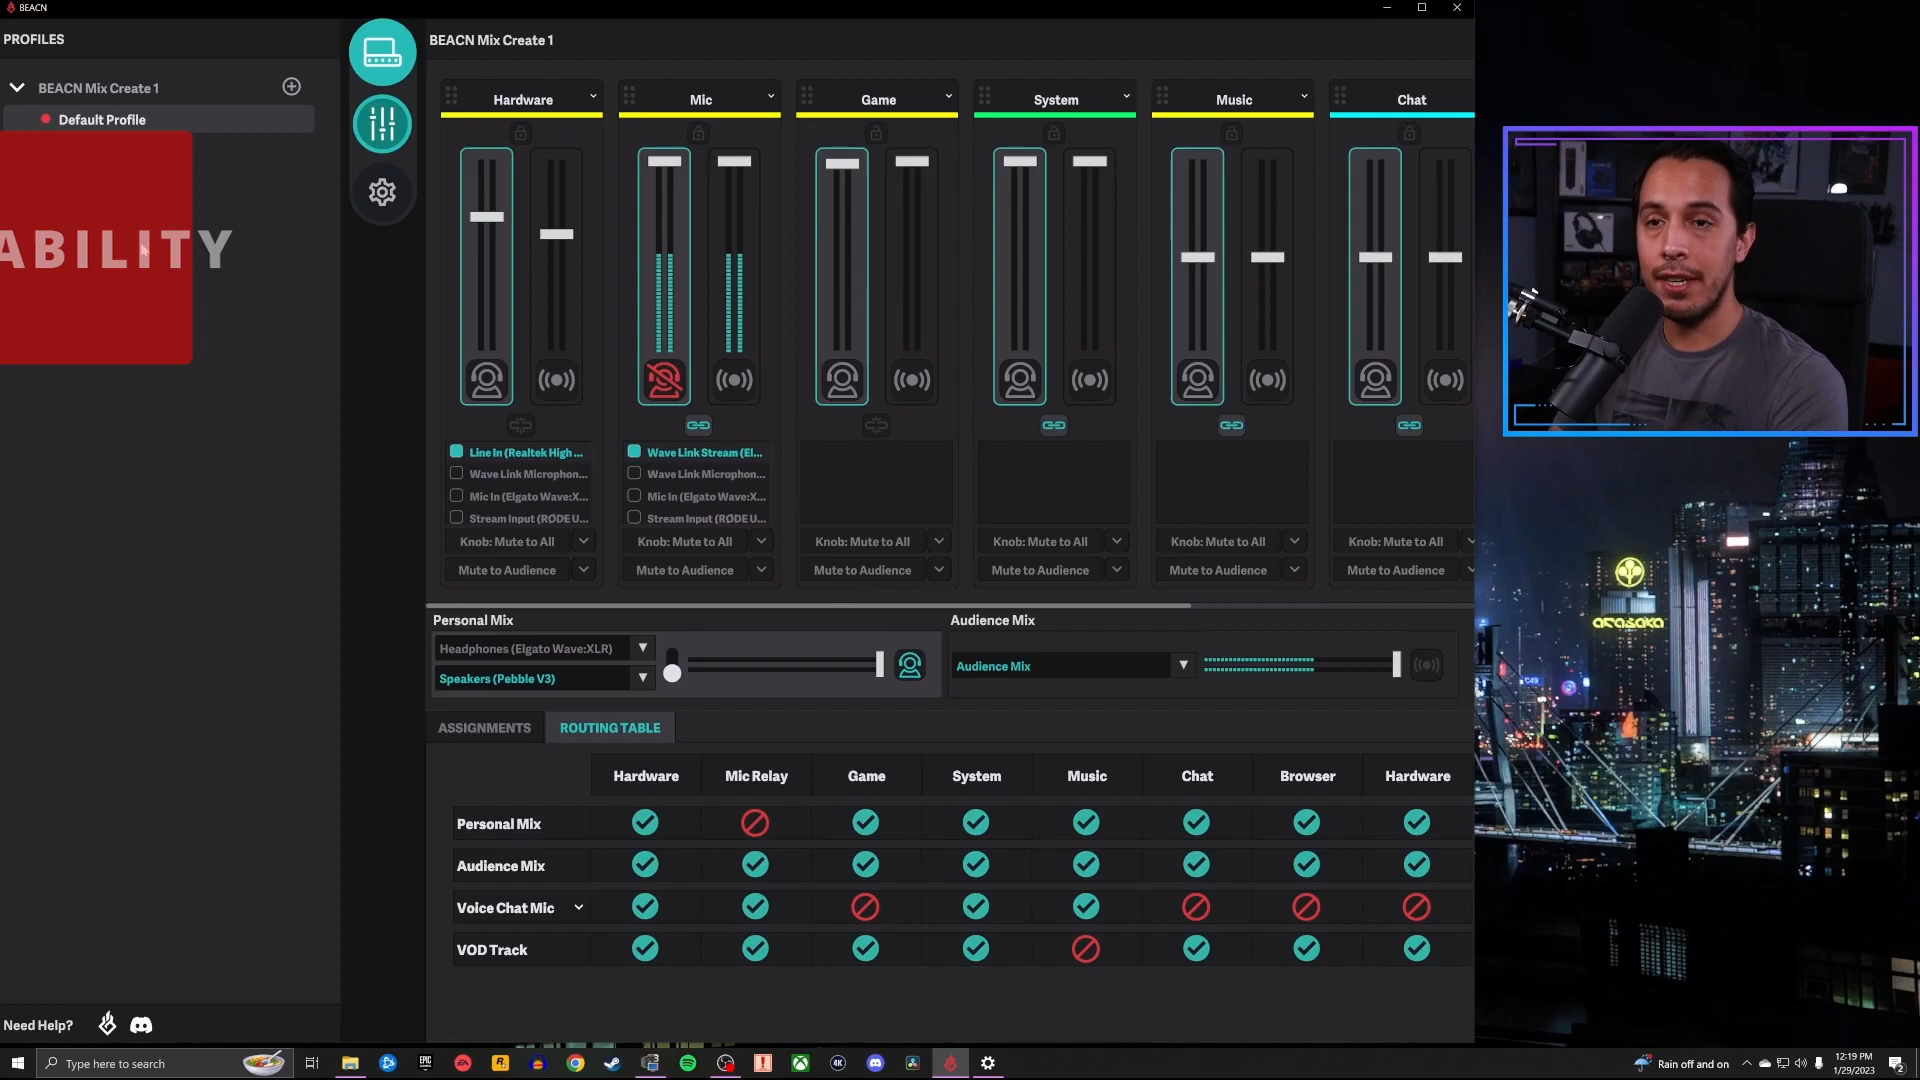 BEACN
PROFILES
BEACN Mix Create 1
Default Profile
ABILITY
BEACN Mix Create 1
Hardware
Mic
Game
System
Music
Chat
Line In (Realtek High ...
Wave Link Microphon...
Mic In (Elgato Wave:X...
Stream Input (RØDE U...
Wave Link Stream (El...
Wave Link Microphon...
Mic In (Elgato Wave:X...
Stream Input (RØDE U...
Knob: Mute to All
Knob: Mute to All
Knob: Mute to All
Knob: Mute to All
Knob: Mute to All
Knob: Mute to All
Mute to Audience
Mute to Audience
Mute to Audience
Mute to Audience
Mute to Audience
Mute to Audience
Personal Mix
Headphones (Elgato Wave:XLR)
Speakers (Pebble V3)
Audience Mix
Audience Mix
ASSIGNMENTS
ROUTING TABLE
Hardware
Mic Relay
Game
System
Music
Chat
Browser
Hardware
Personal Mix
Audience Mix
Voice Chat Mic
VOD Track
arasaka
Need Help?
Type here to search
EPIC
EA
R
4K
Rain off and on
12:19 PM
1/29/2023
2